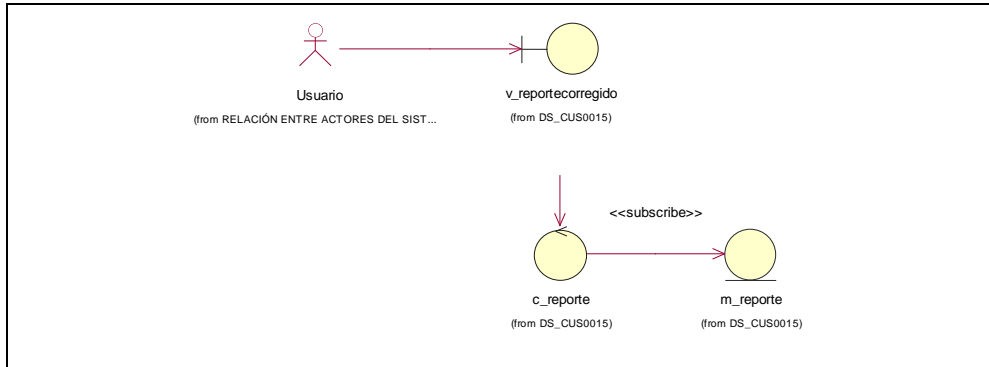 Usuario
(from RELACIÓN ENTRE ACTORES DEL SIST...
v_reportecorregido
(from DS_CUS0015)
<<subscribe>>
c_reporte
(from DS_CUS0015)
m_reporte
(from DS_CUS0015)